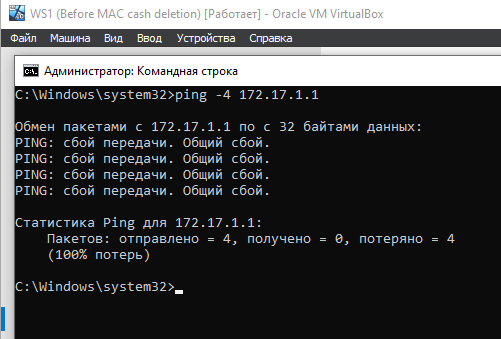 WS1 (Before MAC cash deletion) [Работает] - Oracle VM VirtualBox
Файл Машина Вид Ввод Устройства Справка
Администратор: Командная строка
C:\Windows\system32>ping -4 172.17.1.1
Обмен пакетами с 172.17.1.1 по с 32 байтами данных:
PING: сбой передачи. Общий сбой.
PING: сбой передачи. Общий сбой.
PING: сбой передачи. Общий сбой.
PING: сбой передачи. Общий сбой.
Статистика Ping для 172.17.1.1:
Пакетов: отправлено = 4, получено = 0, потеряно = 4
(100% потерь)
C:\Windows\system32>